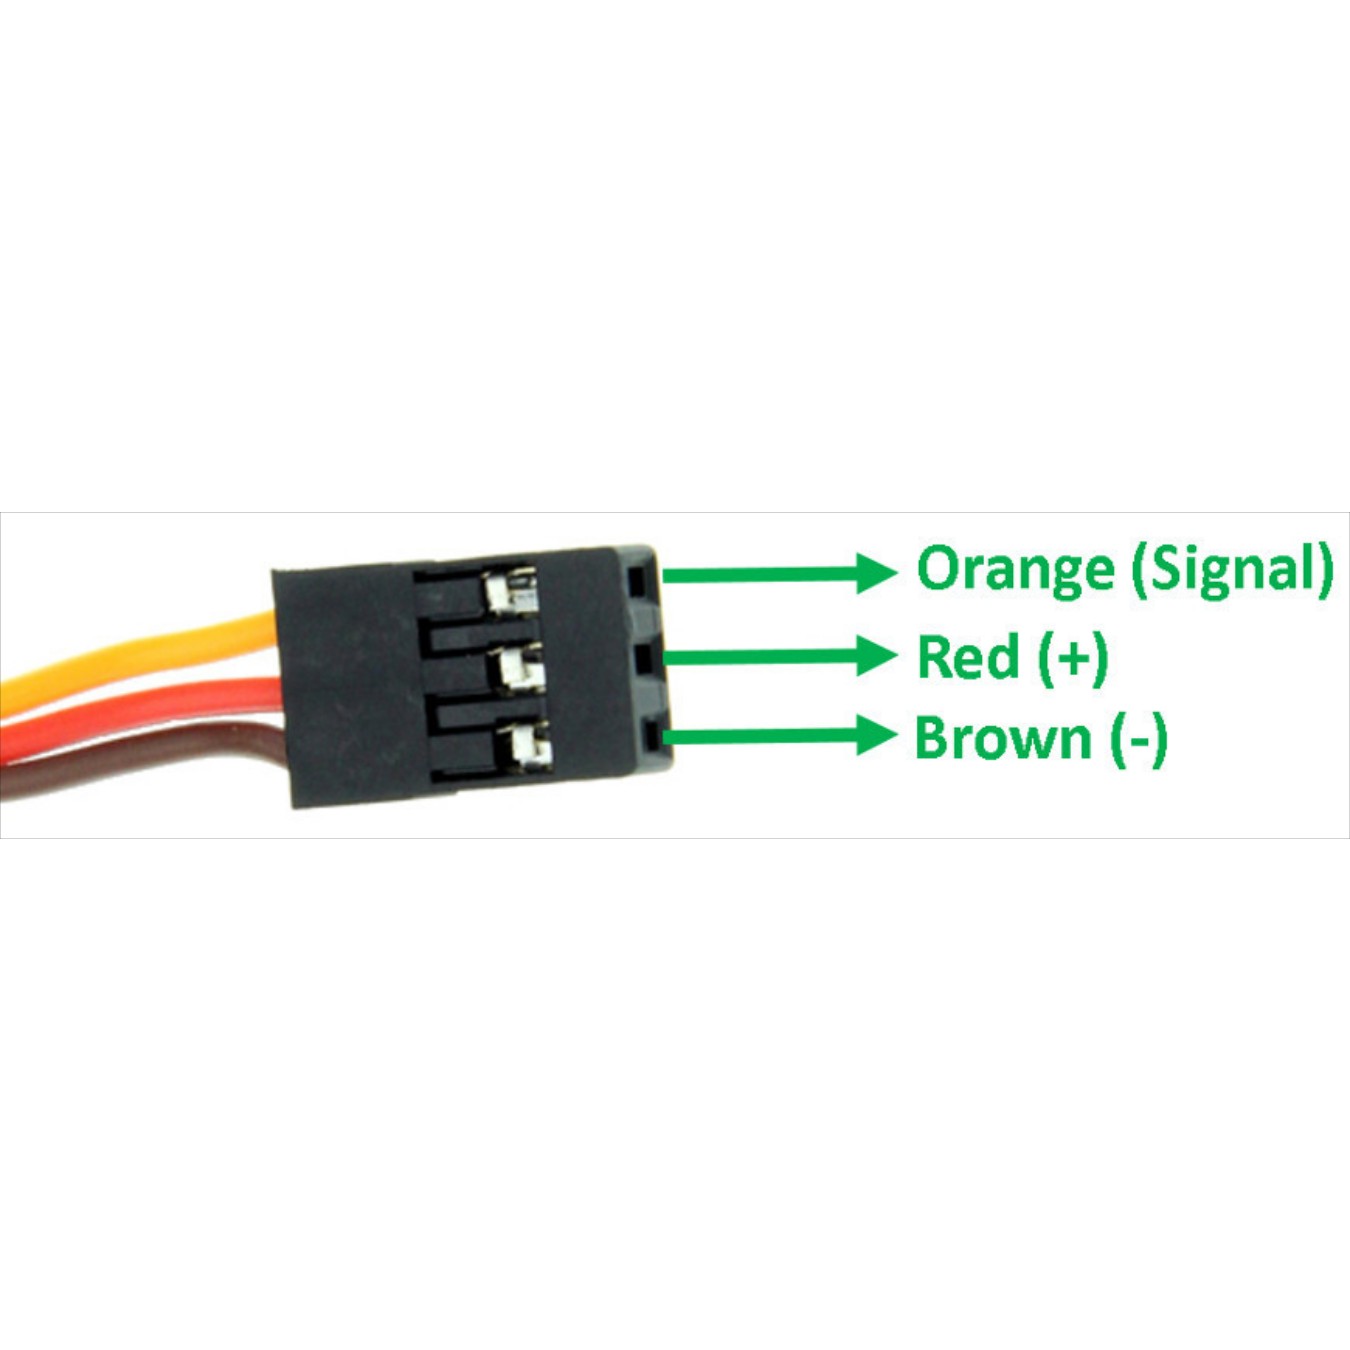 Orange (Signal)
Red (+)
Brown (-)